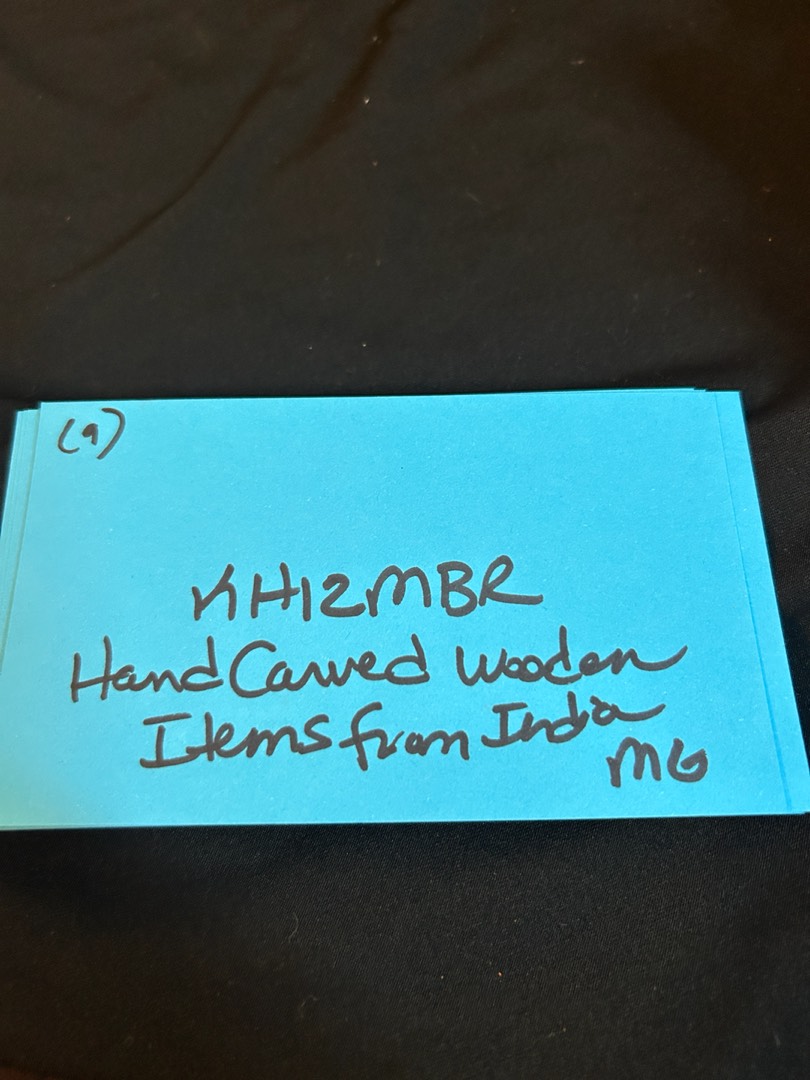 (9)
KH12MBR
Hand Carved Wooden
Items from India
MG